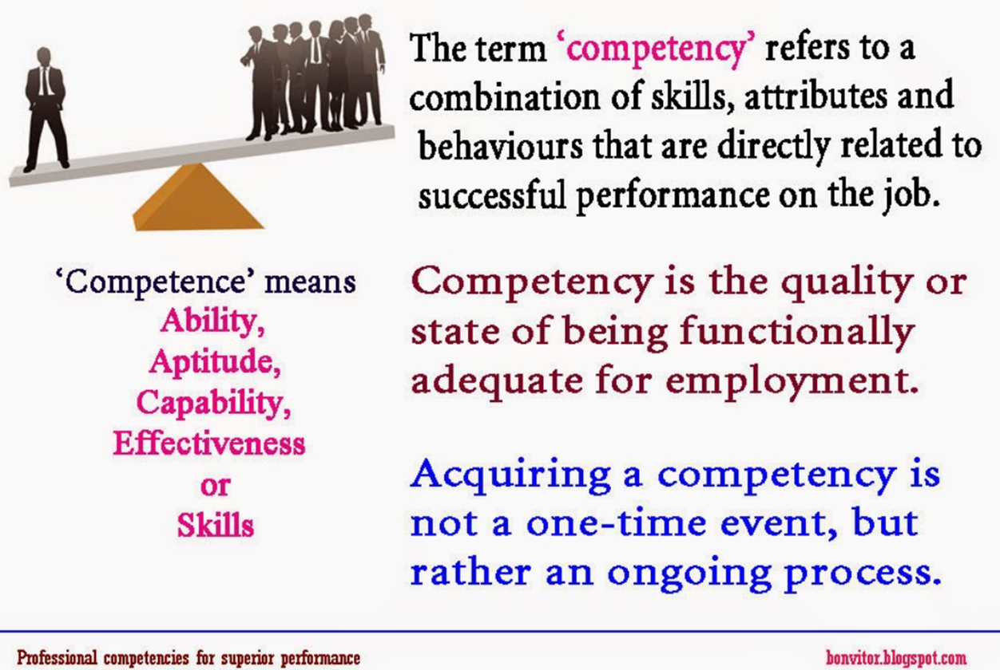 The term ‘competency’ refers to a
combination of skills, attributes and
behaviours that are directly related to
successful performance on the job.
‘Competence’ means
Ability,
Aptitude,
Capability,
Effectiveness
or
Skills
Competency is the quality or
state of being functionally
adequate for employment.
Acquiring a competency is
not a one-time event, but
rather an ongoing process.
Professional competencies for superior performance
bonvitor.blogspot.com